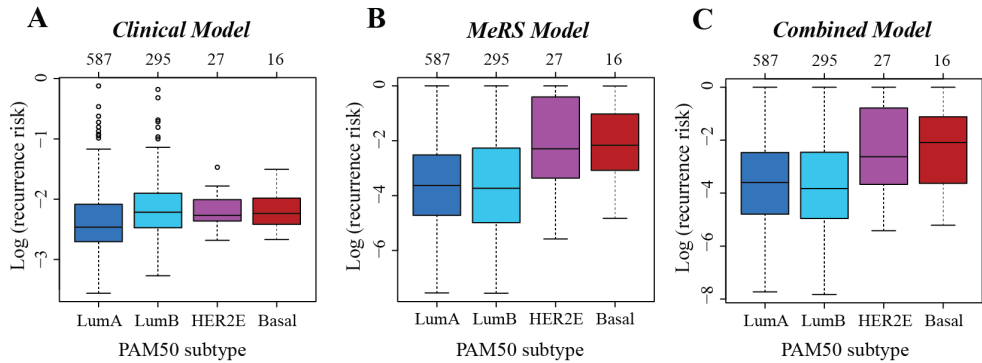 A
Clinical Model
587 295 27 16
Log (recurrence risk)
0
−1
−2
−3
LumA LumB HER2E Basal
PAM50 subtype
B
MeRS Model
587 295 27 16
Log (recurrence risk)
0
−2
−4
−6
LumA LumB HER2E Basal
PAM50 subtype
C
Combined Model
587 295 27 16
Log (recurrence risk)
0
−2
−4
−6
−8
LumA LumB HER2E Basal
PAM50 subtype